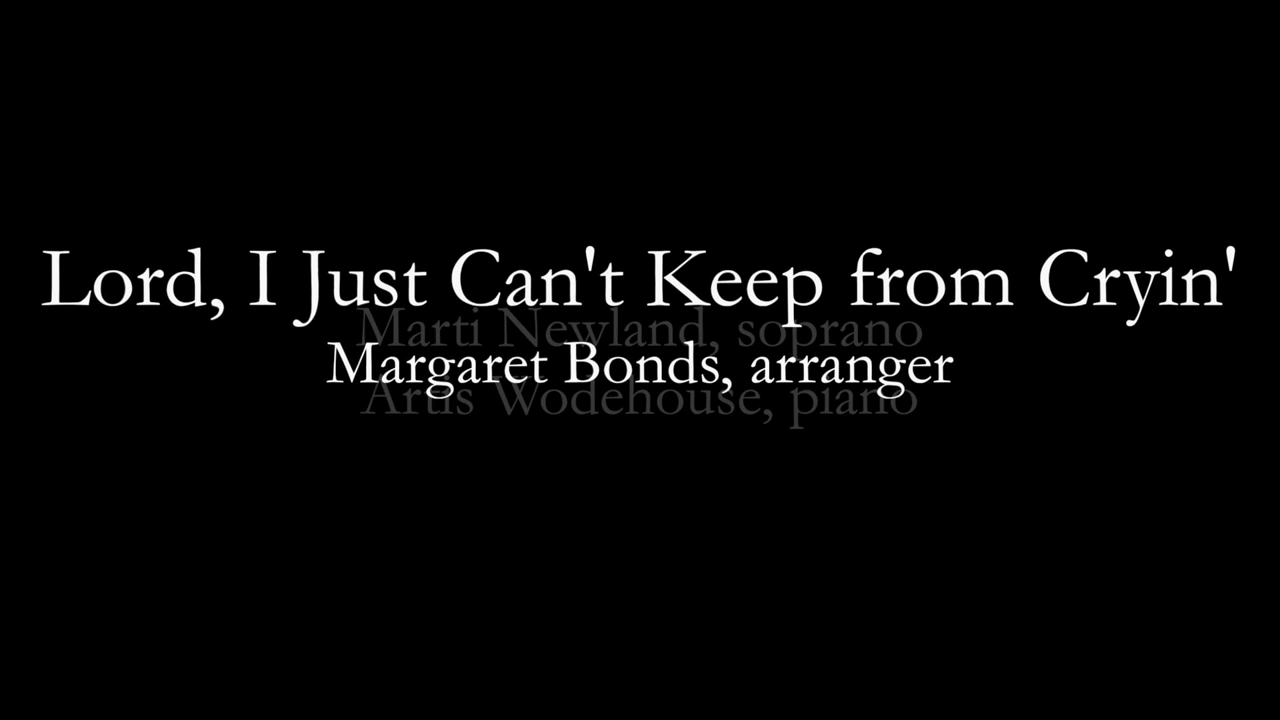 Lord, I Just Can't Keep from Cryin'
Marti Newland, soprano
Margaret Bonds, arranger
Artis Wodehouse, piano